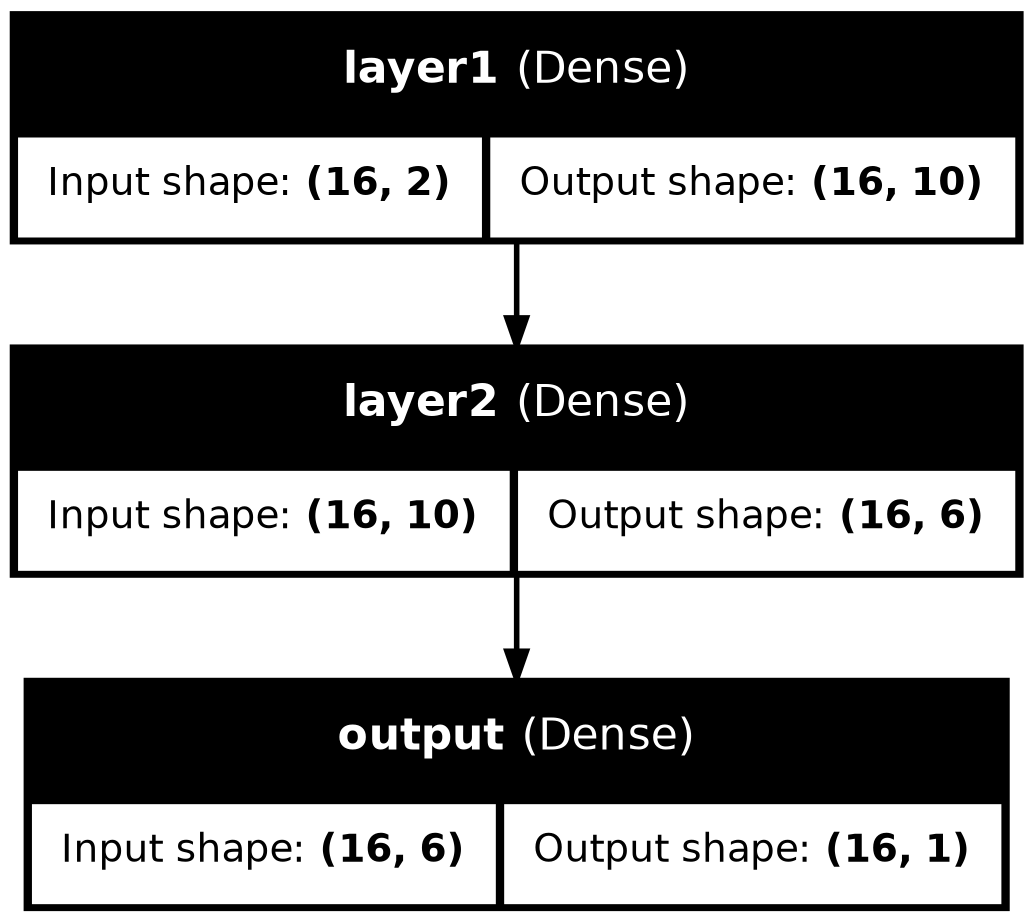 layer1 (Dense)
Input shape: (16, 2) Output shape: (16, 10)
layer2 (Dense)
Input shape: (16, 10) Output shape: (16, 6)
output (Dense)
Input shape: (16, 6) Output shape: (16, 1)